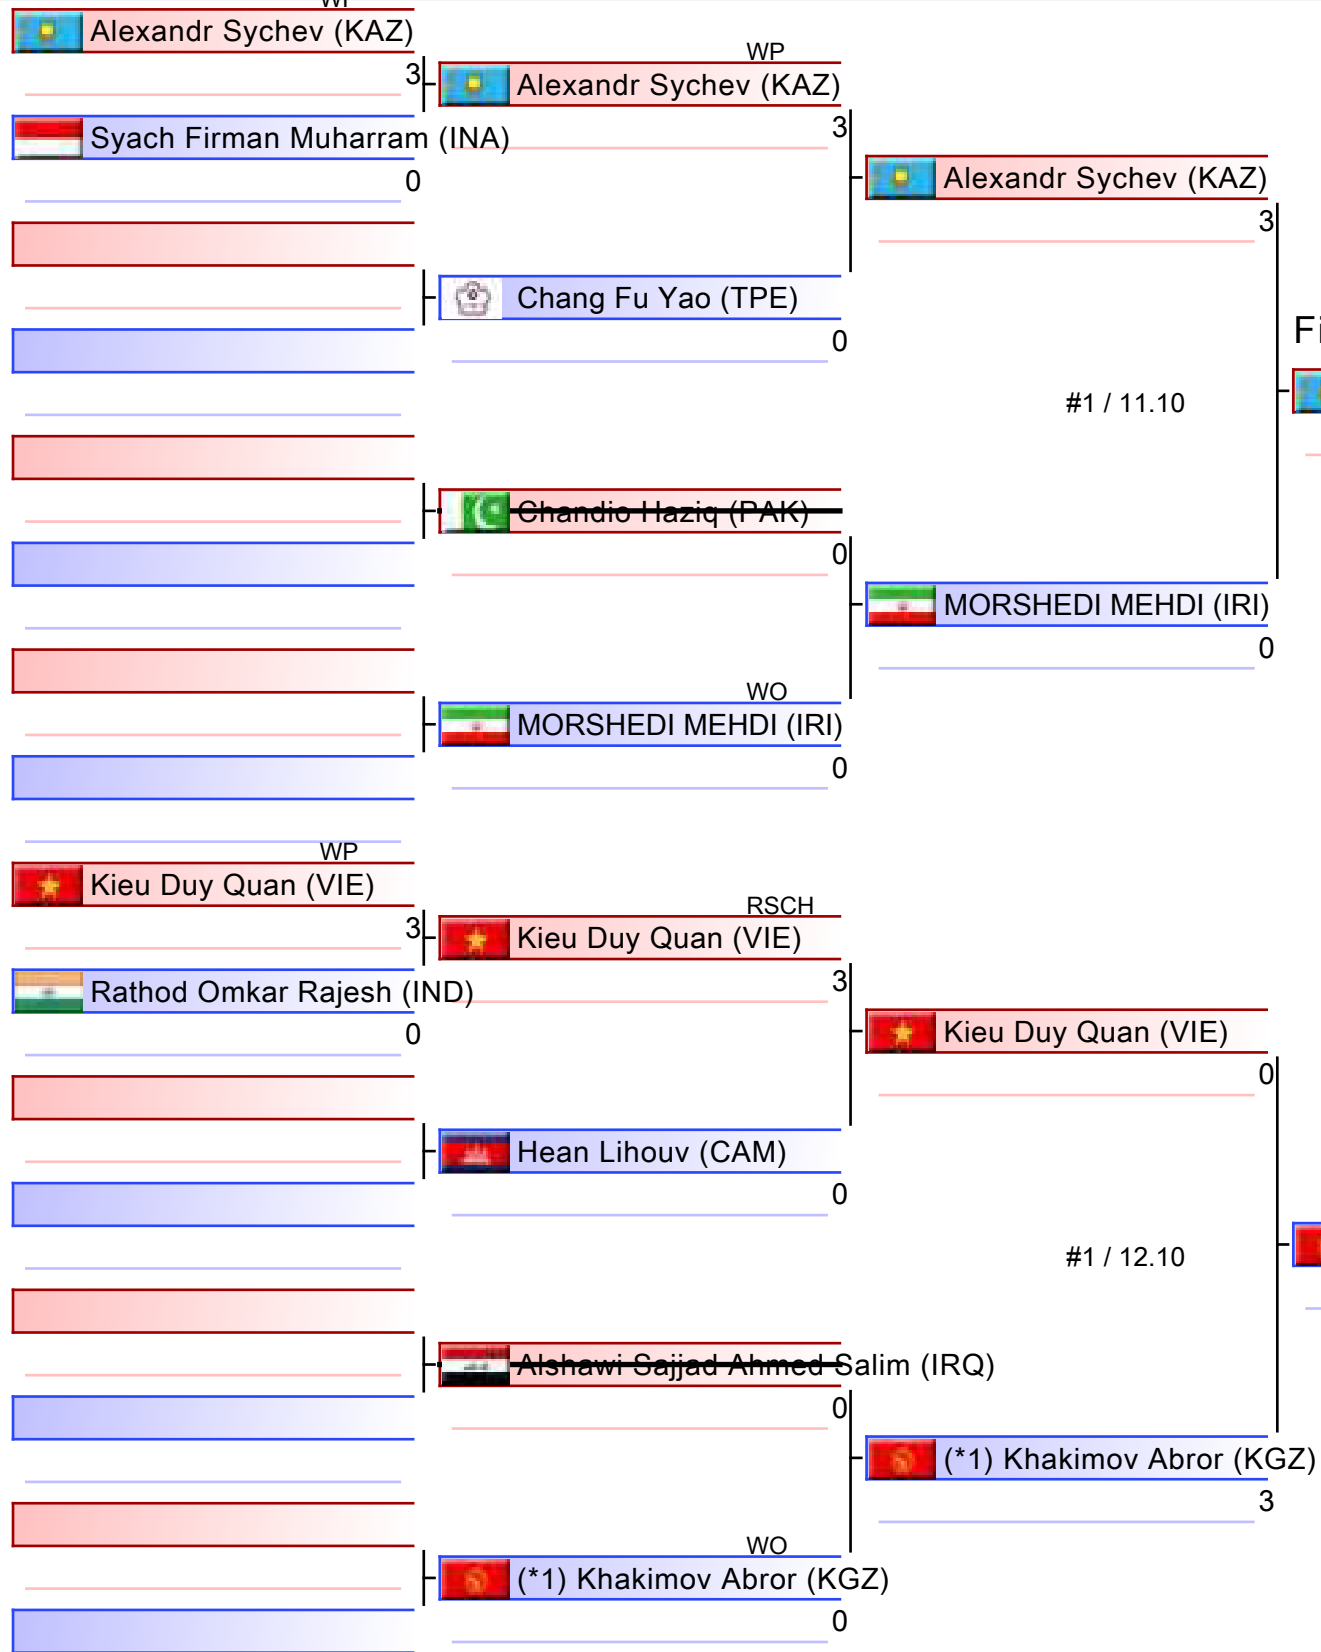 WP
Alexandr Sychev (KAZ)
3
Syach Firman Muharram (INA)
0
WP
Alexandr Sychev (KAZ)
3
Chang Fu Yao (TPE)
0
Alexandr Sychev (KAZ)
3
#1 / 11.10
Fi
Chandio Haziq (PAK)
0
WO
MORSHEDI MEHDI (IRI)
0
MORSHEDI MEHDI (IRI)
0
WP
Kieu Duy Quan (VIE)
3
Rathod Omkar Rajesh (IND)
0
RSCH
Kieu Duy Quan (VIE)
3
Hean Lihouv (CAM)
0
Kieu Duy Quan (VIE)
0
#1 / 12.10
Alshawi Sajjad Ahmed Salim (IRQ)
0
WO
(*1) Khakimov Abror (KGZ)
0
(*1) Khakimov Abror (KGZ)
3